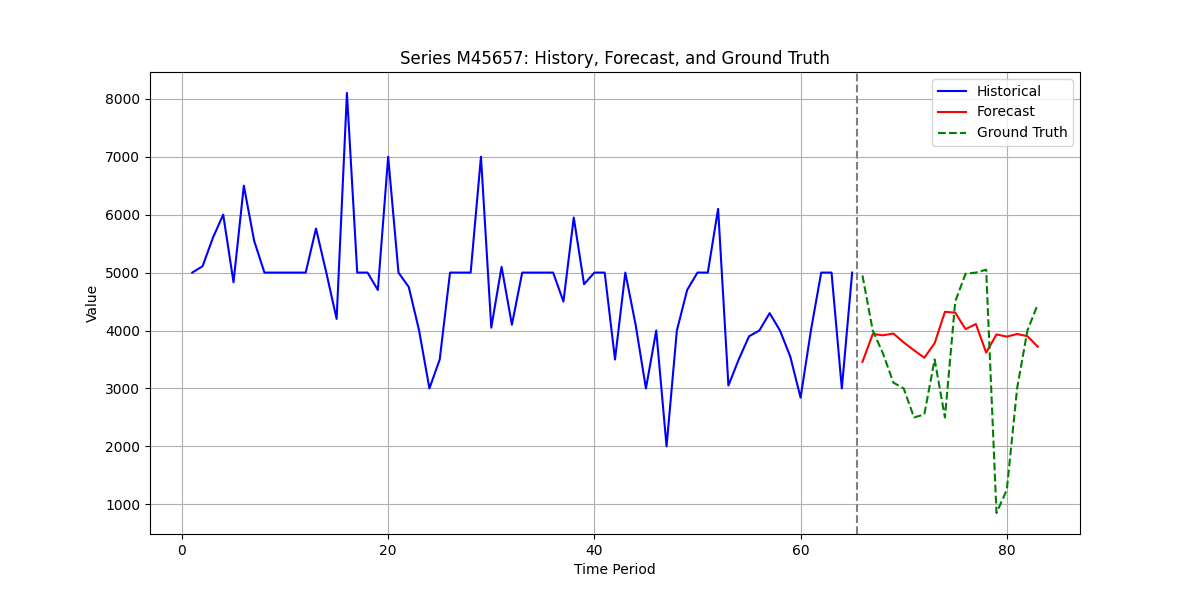 Series M45657: History, Forecast, and Ground Truth
Historical
Forecast
Ground Truth
Value
8000
7000
6000
5000
4000
3000
2000
1000
0 20 40 60 80
Time Period